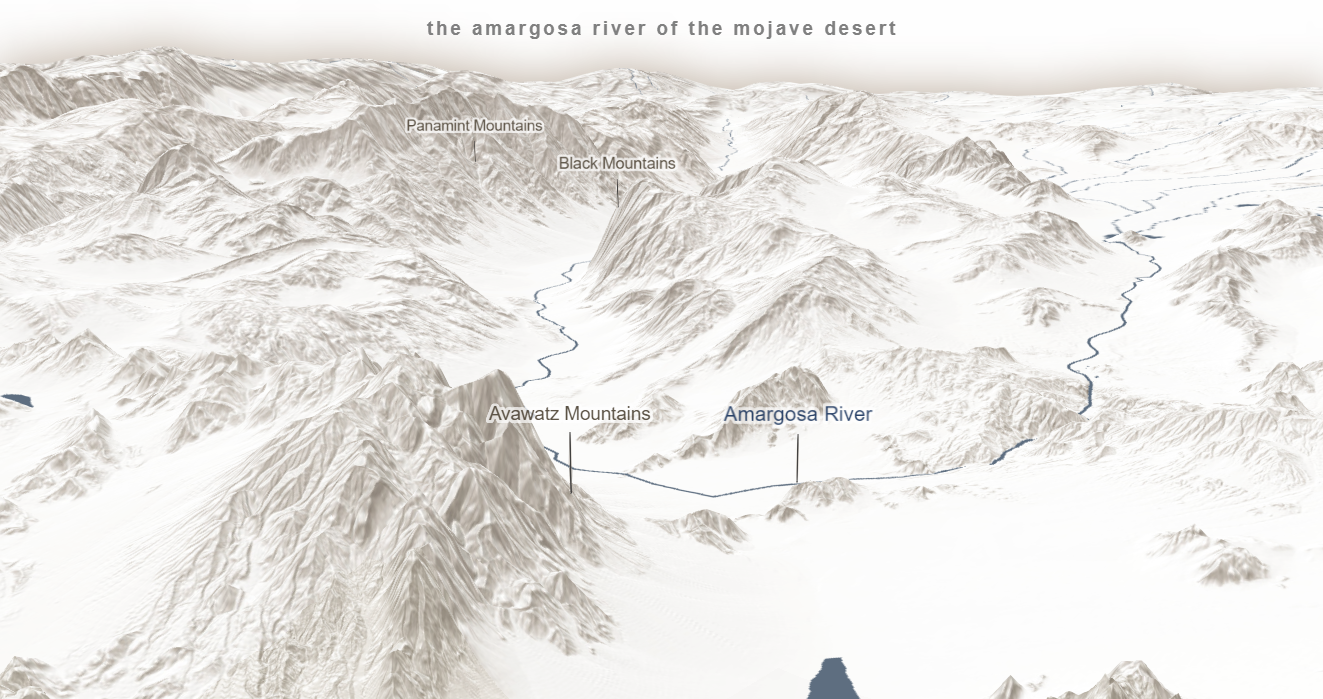 the amargosa river of the mojave desert
Panamint Mountains
Black Mountains
Avawatz Mountains
Amargosa River